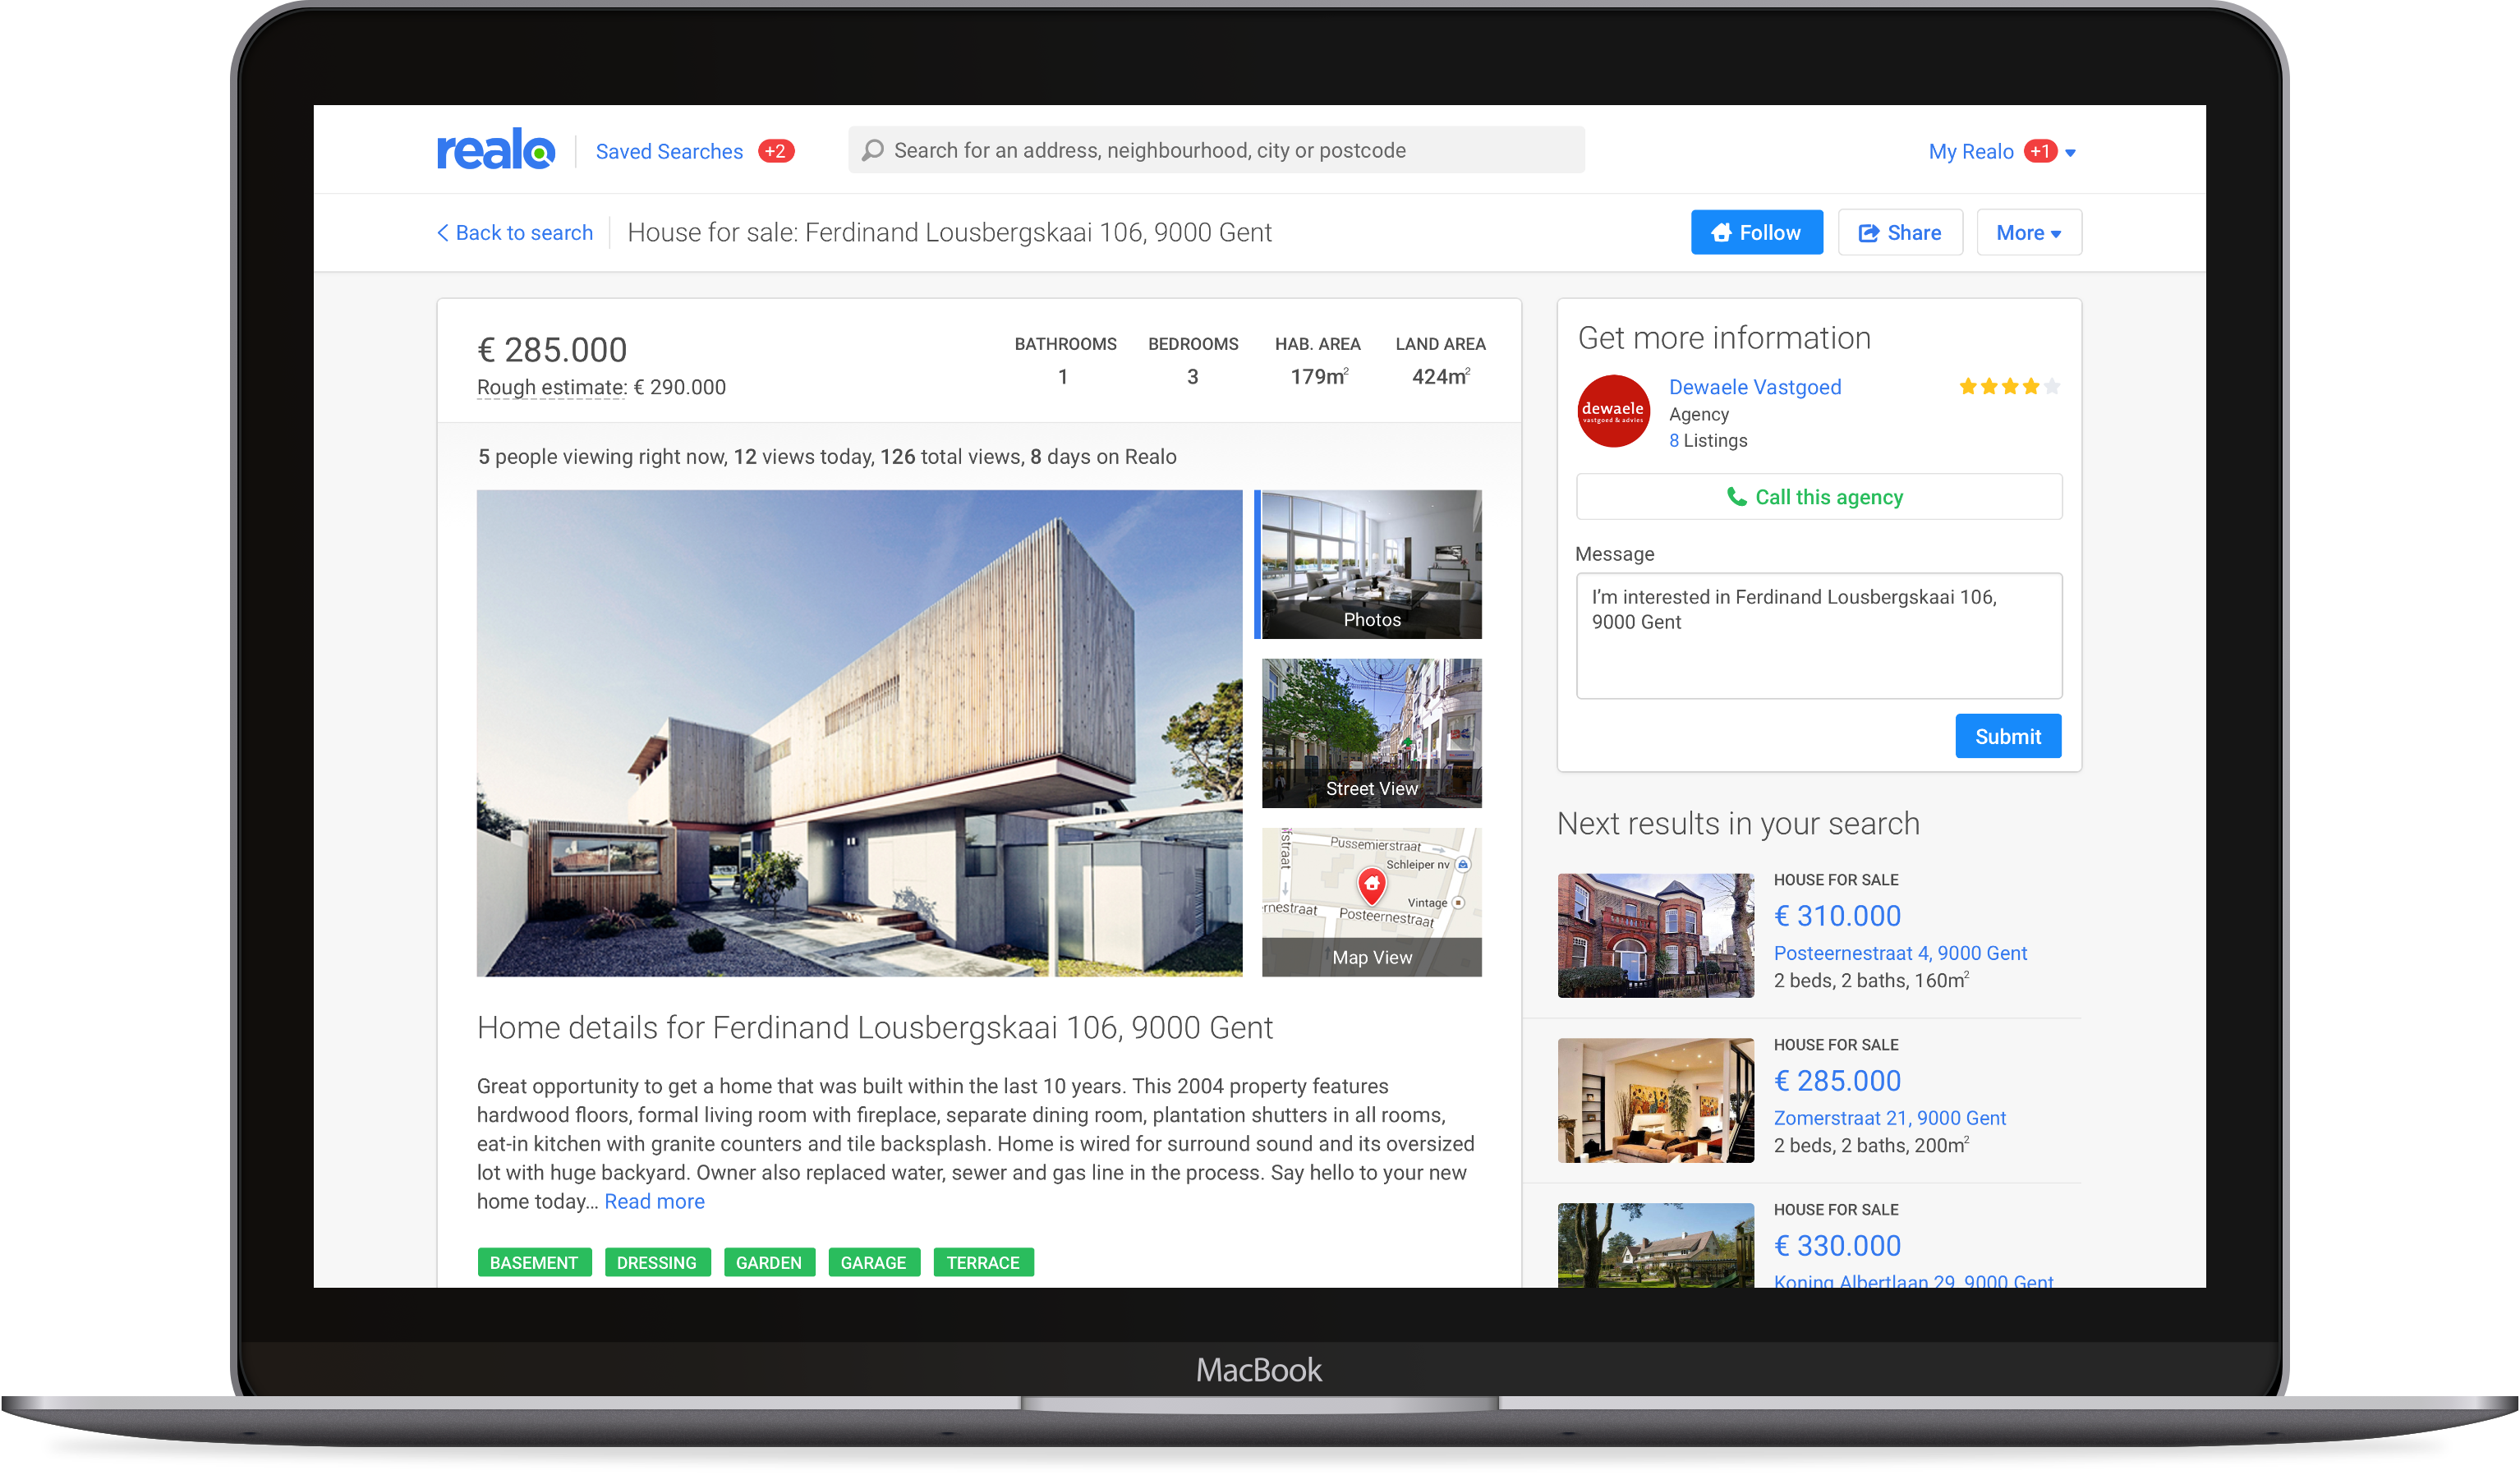 realo
Saved Searches +2
Search for an address, neighbourhood, city or postcode
My Realo +1
Back to search
House for sale: Ferdinand Lousbergskaai 106, 9000 Gent
Follow
Share
More
€ 285.000
Rough estimate: € 290.000
BATHROOMS
1
BEDROOMS
3
HAB. AREA
179m²
LAND AREA
424m²
5 people viewing right now, 12 views today, 126 total views, 8 days on Realo
Photos
Street View
Pussemierstraat
Schleiper nv
Vintage
Posteernestraat
Map View
Home details for Ferdinand Lousbergskaai 106, 9000 Gent
Great opportunity to get a home that was built within the last 10 years. This 2004 property features
hardwood floors, formal living room with fireplace, separate dining room, plantation shutters in all rooms,
eat-in kitchen with granite counters and tile backsplash. Home is wired for surround sound and its oversized
lot with huge backyard. Owner also replaced water, sewer and gas line in the process. Say hello to your new
home today... Read more
BASEMENT
DRESSING
GARDEN
GARAGE
TERRACE
Get more information
dewaele
vastgoed & advies
Dewaele Vastgoed
Agency
8 Listings
Call this agency
Message
I'm interested in Ferdinand Lousbergskaai 106,
9000 Gent
Submit
Next results in your search
HOUSE FOR SALE
€ 310.000
Posteernestraat 4, 9000 Gent
2 beds, 2 baths, 160m²
HOUSE FOR SALE
€ 285.000
Zomerstraat 21, 9000 Gent
2 beds, 2 baths, 200m²
HOUSE FOR SALE
€ 330.000
Koning Albertlaan 29, 9000 Gent
MacBook